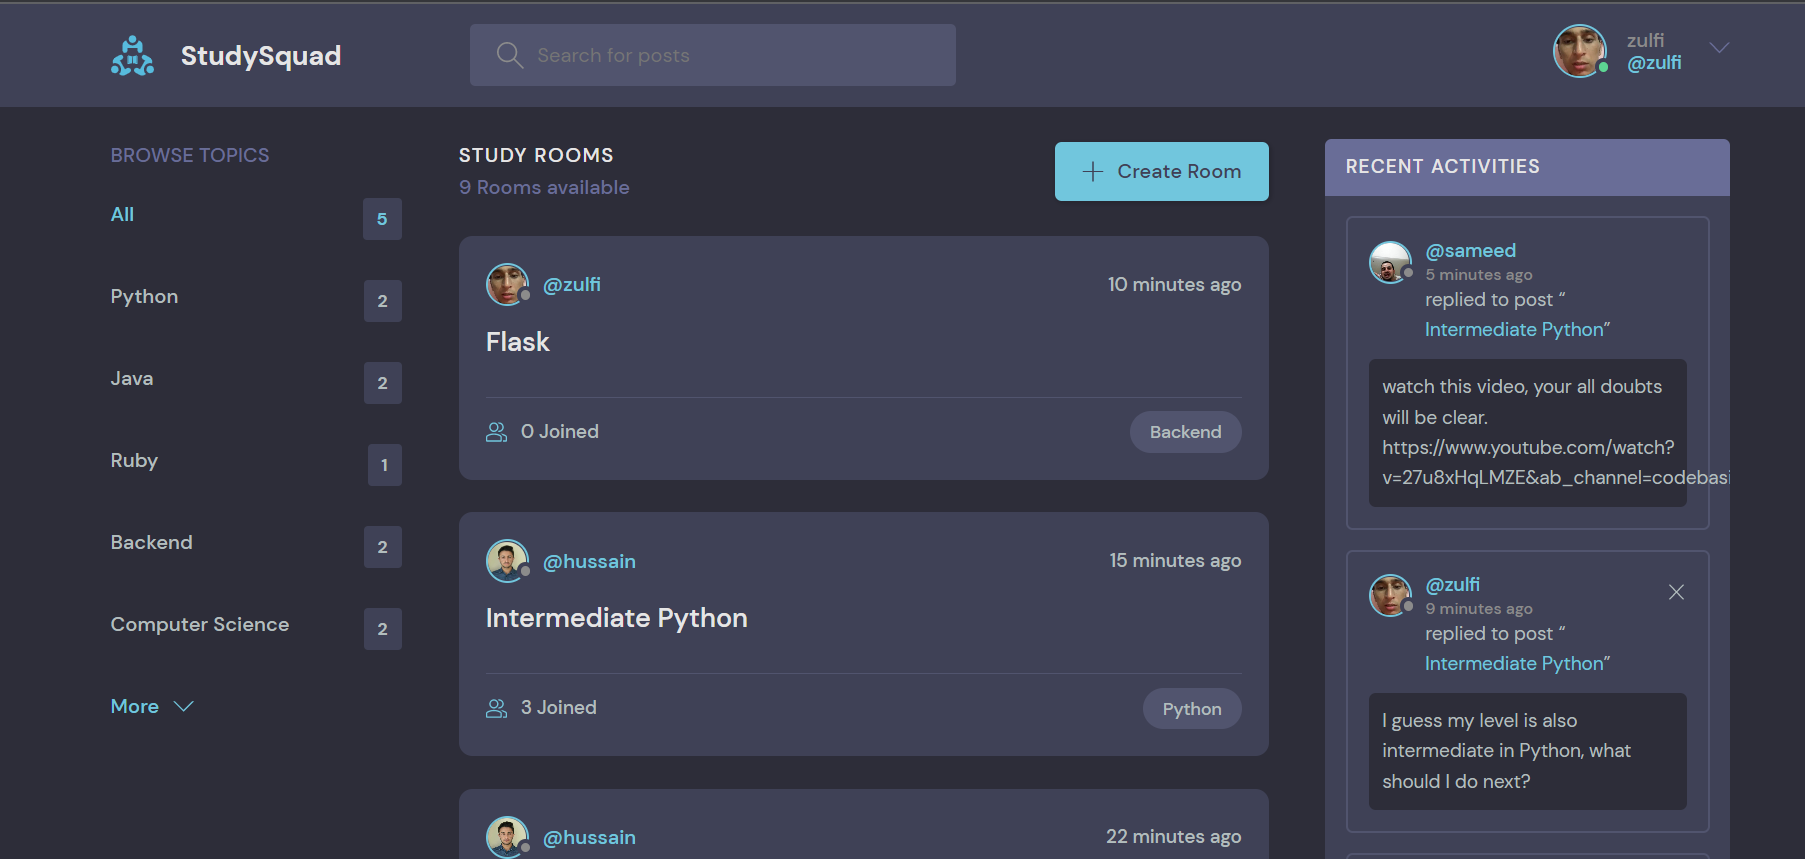 StudySquad
Search for posts
zulfi
@zulfi
BROWSE TOPICS
All
5
Python
2
Java
2
Ruby
1
Backend
2
Computer Science
2
More
STUDY ROOMS
9 Rooms available
Create Room
@zulfi
10 minutes ago
Flask
0 Joined
Backend
@hussain
15 minutes ago
Intermediate Python
3 Joined
Python
@hussain
22 minutes ago
RECENT ACTIVITIES
@sameed
5 minutes ago
replied to post “
Intermediate Python”
watch this video, your all doubts
will be clear.
https://www.youtube.com/watch?
v=27u8xHqLMZE&ab_channel=codebasi
@zulfi
9 minutes ago
replied to post “
Intermediate Python”
I guess my level is also
intermediate in Python, what
should I do next?